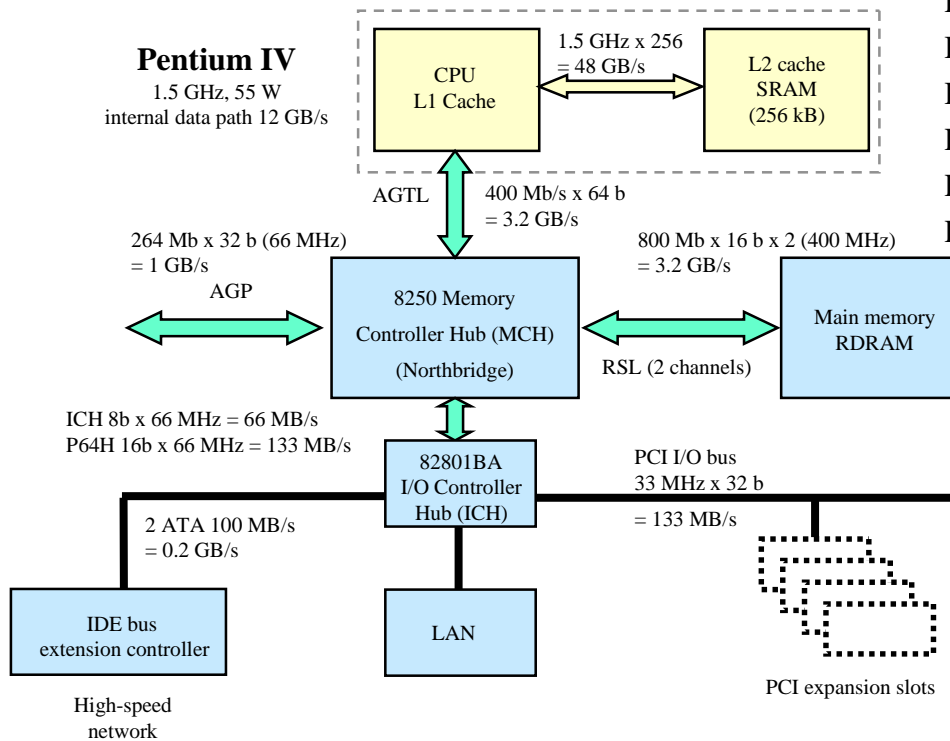 Pentium IV
1.5 GHz, 55 W
internal data path 12 GB/s
CPU
L1 Cache
1.5 GHz x 256
= 48 GB/s
L2 cache
SRAM
(256 kB)
AGTL
400 Mb/s x 64 b
= 3.2 GB/s
264 Mb x 32 b (66 MHz)
= 1 GB/s
AGP
8250 Memory
Controller Hub (MCH)
(Northbridge)
800 Mb x 16 b x 2 (400 MHz)
= 3.2 GB/s
RSL (2 channels)
Main memory
RDRAM
ICH 8b x 66 MHz = 66 MB/s
P64H 16b x 66 MHz = 133 MB/s
82801BA
I/O Controller
Hub (ICH)
PCI I/O bus
33 MHz x 32 b
= 133 MB/s
2 ATA 100 MB/s
= 0.2 GB/s
IDE bus
extension controller
LAN
PCI expansion slots
High-speed
network